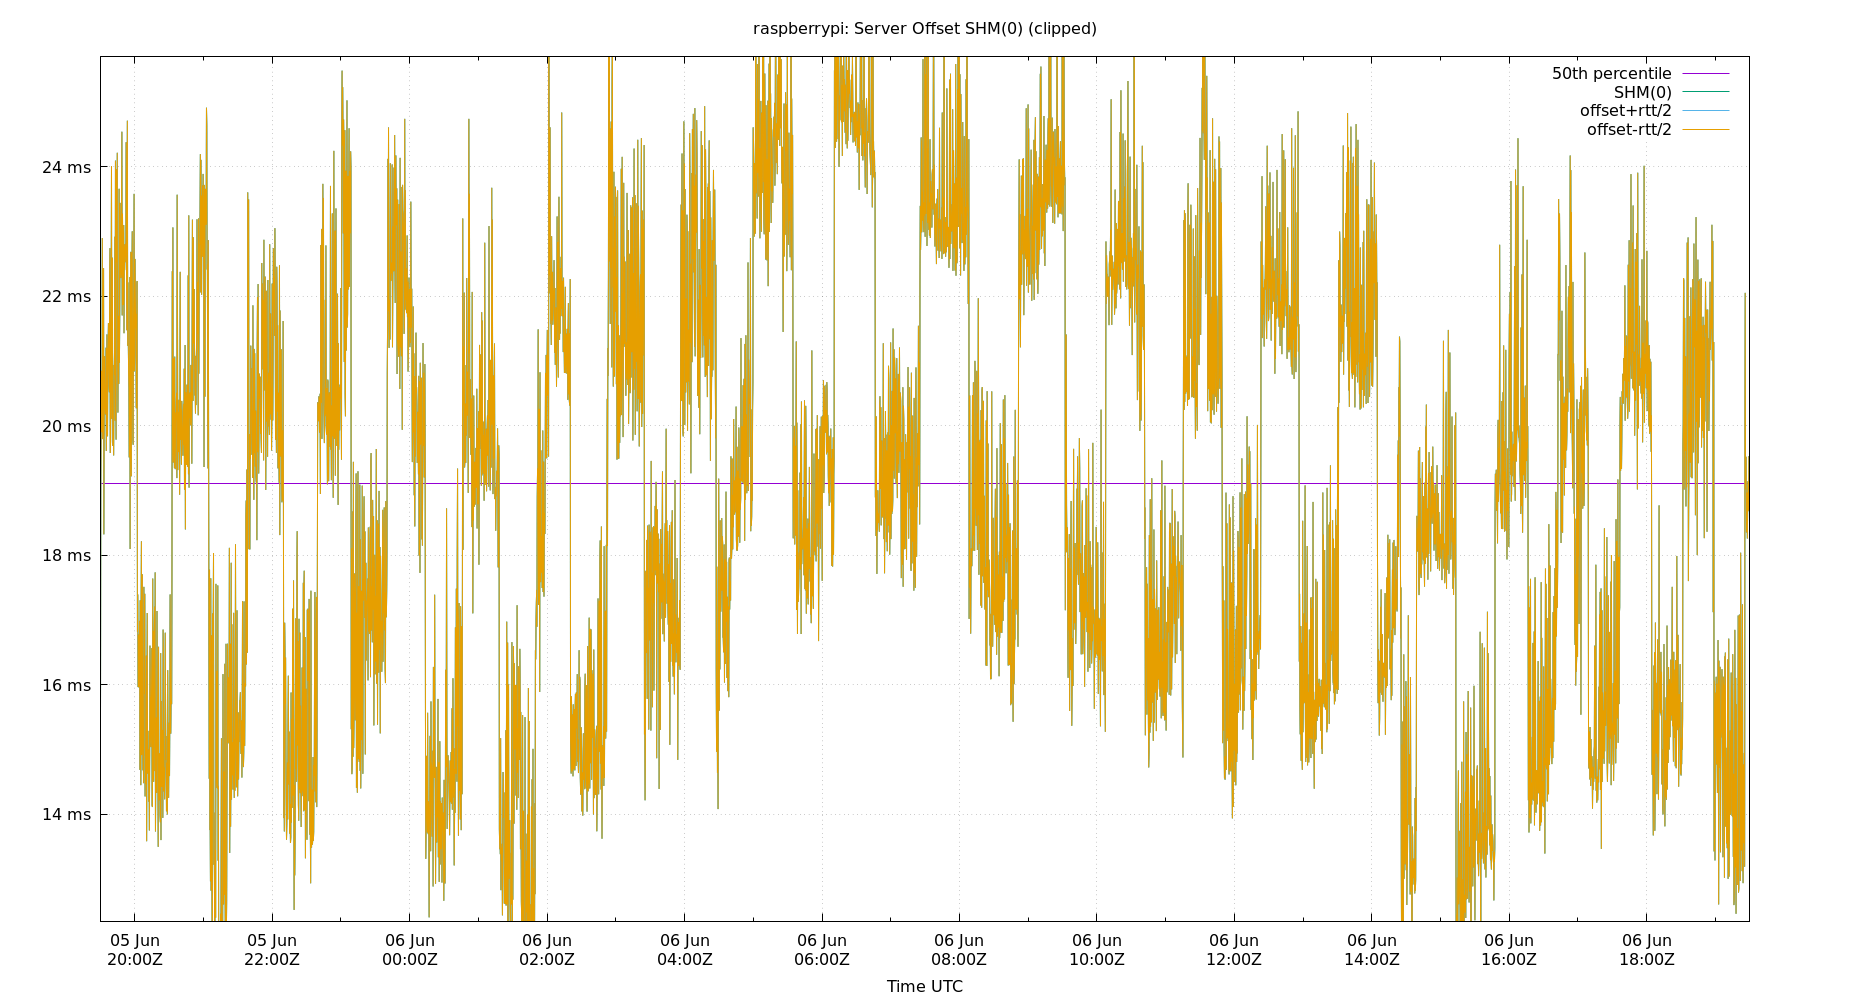 raspberrypi: Server Offset SHM(0) (clipped)
50th percentile
SHM(0)
offset+rtt/2
offset-rtt/2
24 ms
22 ms
20 ms
18 ms
16 ms
14 ms
05 Jun 05 Jun 06 Jun 06 Jun 06 Jun 06 Jun 06 Jun 06 Jun 06 Jun 06 Jun 06 Jun 06 Jun
20:00Z 22:00Z 00:00Z 02:00Z 04:00Z 06:00Z 08:00Z 10:00Z 12:00Z 14:00Z 16:00Z 18:00Z
Time UTC